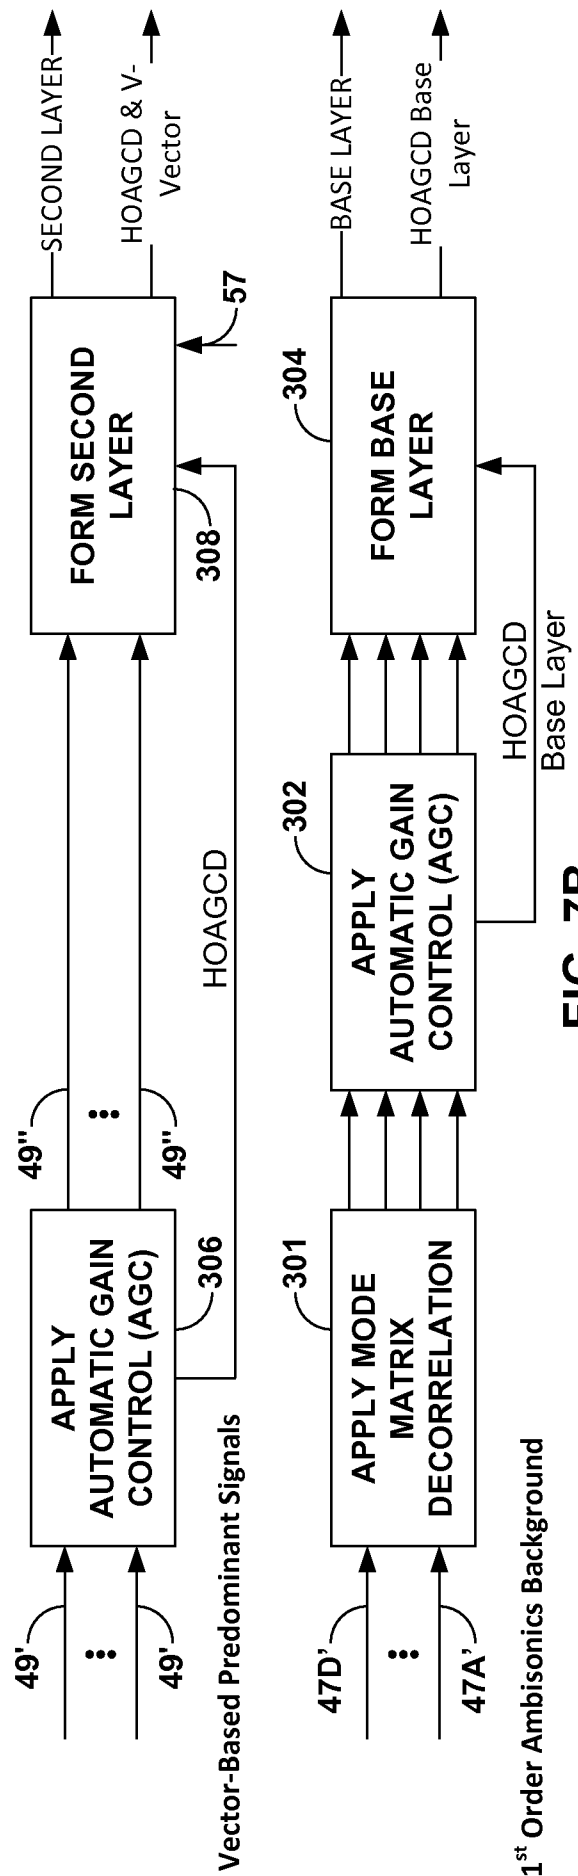 49'
49'
Vector-Based Predominant Signals
APPLY
AUTOMATIC GAIN
CONTROL (AGC)
306
49"
49"
HOAGCD
FORM SECOND
LAYER
308
57
SECOND LAYER
HOAGCD & V-
Vector
47D’
47A’
1st Order Ambisonics Background
APPLY MODE
MATRIX
DECORRELATION
301
APPLY
AUTOMATIC GAIN
CONTROL (AGC)
302
HOAGCD
Base Layer
FORM BASE
LAYER
304
BASE LAYER
HOAGCD Base
Layer